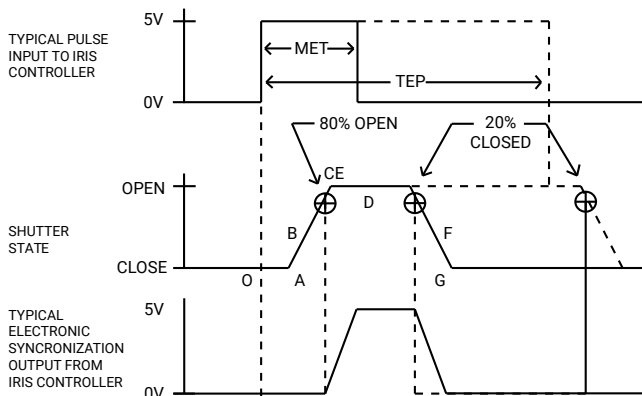 TYPICAL PULSE
INPUT TO IRIS
CONTROLLER
5V
0V
MET
TEP
80% OPEN
20%
CLOSED
SHUTTER
STATE
OPEN
CLOSE
CE
D
B
F
O
A
G
TYPICAL
ELECTRONIC
SYNCRONIZATION
OUTPUT FROM
IRIS CONTROLLER
5V
0V